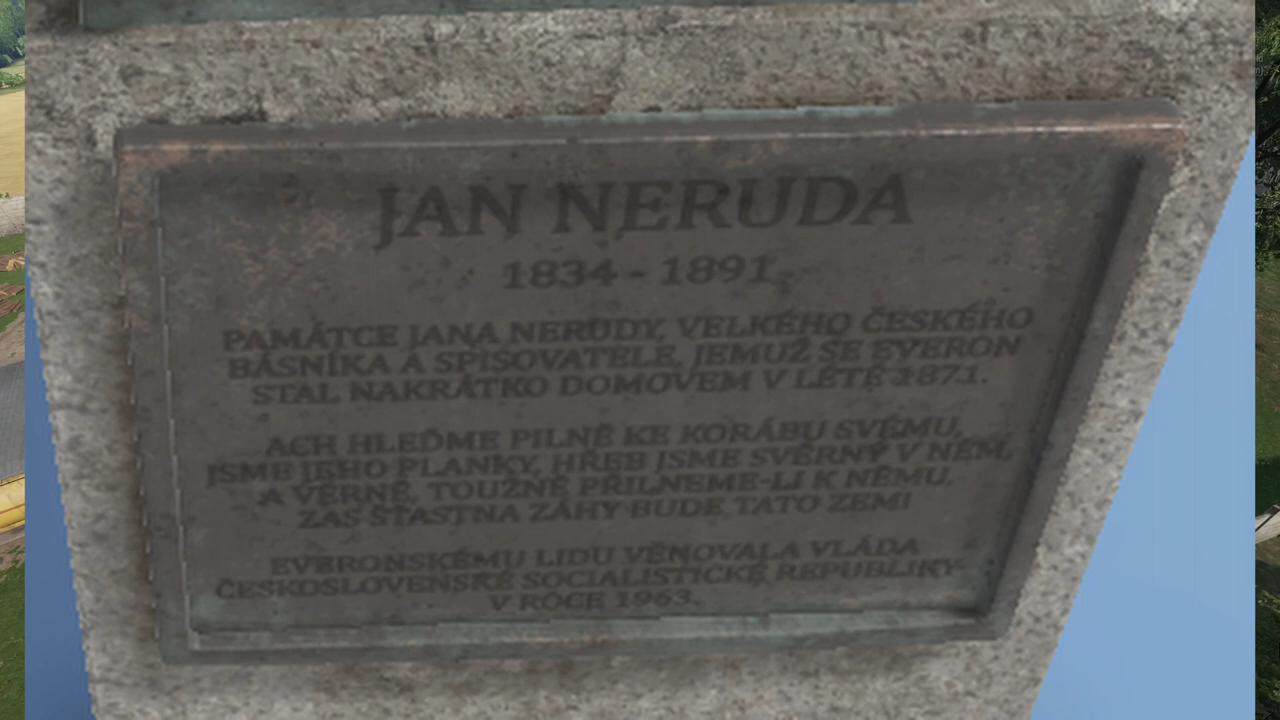 JAN NERUDA
1834 - 1891
PAMÁTCE JANA NERUDY, VELKÉHO ČESKÉHO
BÁSNÍKA A SPISOVATELE, JEMUŽ SE EVERON
STAL NAKRÁTKO DOMOVEM V LÉTĚ 1871.
ACH HLEĎME PILNĚ KE KORÁBU SVÉMU,
JSME JEHO PLANKY, HŘEB JSME SVĚRNÝ V NĚM,
A VĚRNĚ, TOUŽNĚ PŘILNEME-LI K NĚMU,
ZAS ŠŤASTNA ZÁHY BUDE TATO ZEM!
EVERONSKÉMU LIDU VĚNOVALA VLÁDA
ČESKOSLOVENSKÉ SOCIALISTICKÉ REPUBLIKY
V ROCE 1963.